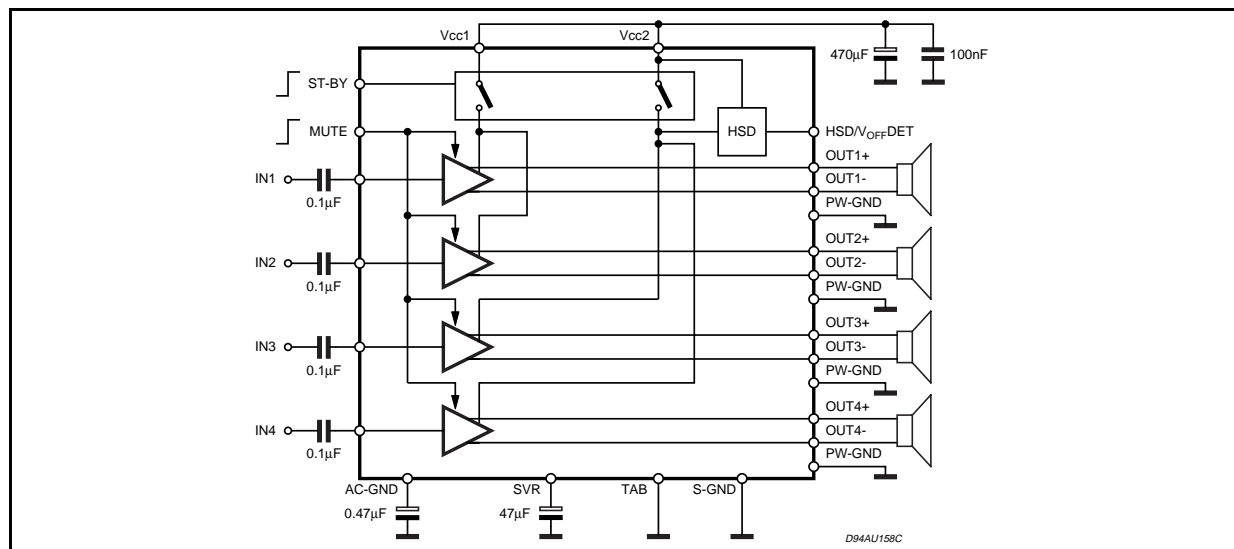 Vcc1 Vcc2
470μF 100nF
ST-BY
MUTE HSD HSD/VOFFDET
OUT1+
IN1 OUT1-
0.1μF PW-GND
OUT2+
IN2 OUT2-
0.1μF PW-GND
OUT3+
IN3 OUT3-
0.1μF PW-GND
OUT4+
IN4 OUT4-
0.1μF PW-GND
AC-GND SVR TAB S-GND
0.47μF 47μF
D94AU158C